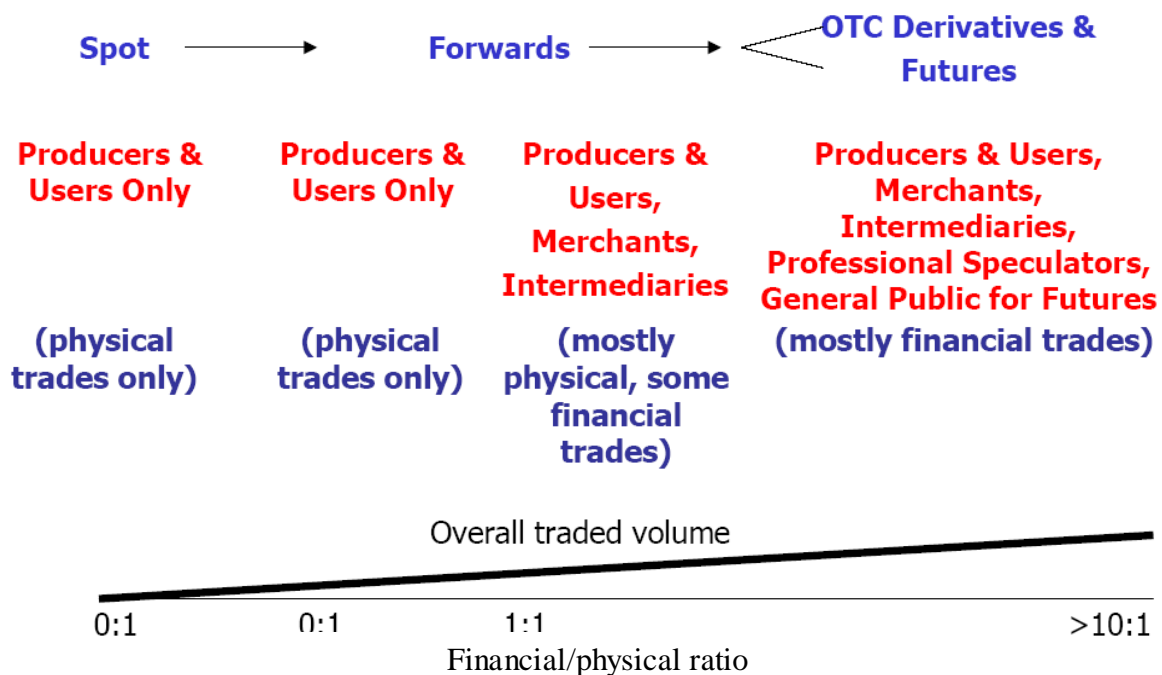 Spot
Forwards
OTC Derivatives &
Futures
Producers &
Users Only
Producers &
Users Only
Producers &
Users,
Merchants,
Intermediaries
Producers & Users,
Merchants,
Intermediaries,
Professional Speculators,
General Public for Futures
(physical
trades only)
(physical
trades only)
(mostly
physical, some
financial
trades)
(mostly financial trades)
Overall traded volume
0:1
0:1
1:1
>10:1
Financial/physical ratio